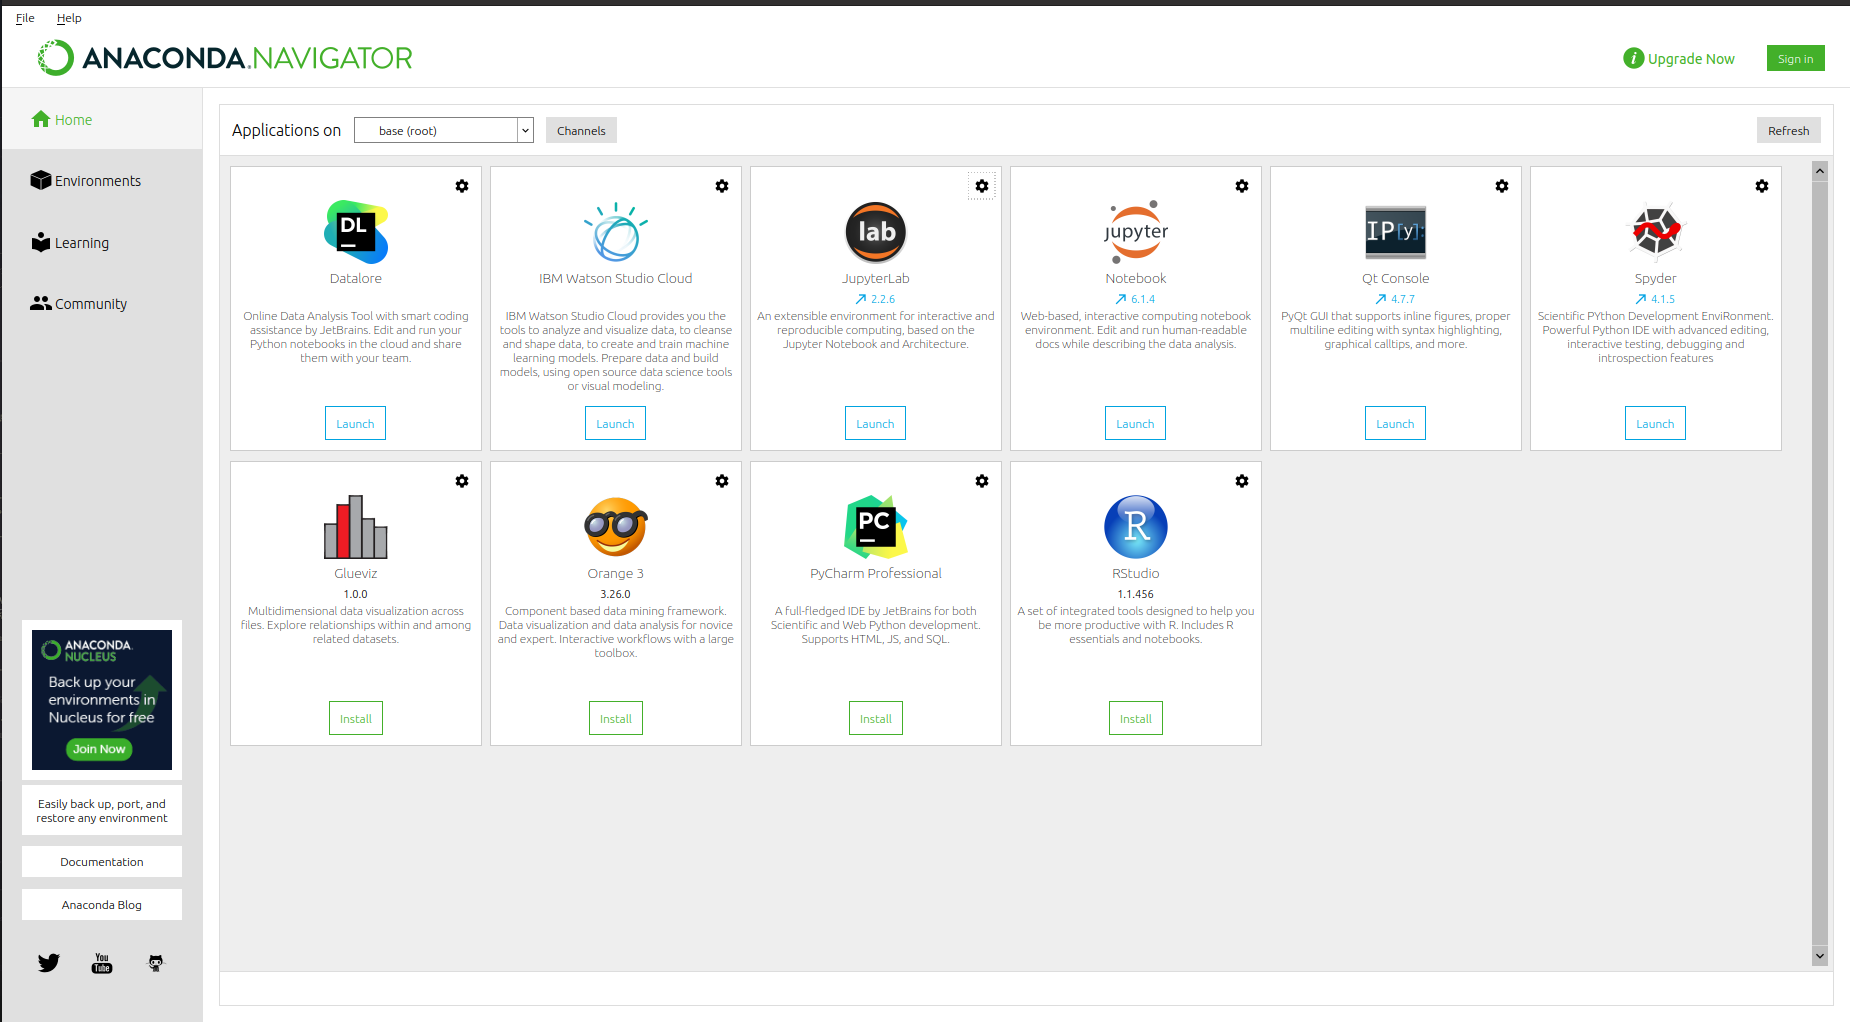 File Help
ANACONDA.NAVIGATOR
i Upgrade Now Sign in
Home
Environments
Learning
Community
Applications on base (root) Channels Refresh
DL
Datalore
Online Data Analysis Tool with smart coding
assistance by JetBrains. Edit and run your
Python notebooks in the cloud and share
them with your team.
Launch
IBM Watson Studio Cloud
IBM Watson Studio Cloud provides you the
tools to analyze and visualize data, to cleanse
and shape data, to create and train machine
learning models. Prepare data and build
models, using open source data science tools
or visual modeling.
Launch
lab
JupyterLab
2.2.6
An extensible environment for interactive and
reproducible computing, based on the
Jupyter Notebook and Architecture.
Launch
jupyter
Notebook
6.1.4
Web-based, interactive computing notebook
environment. Edit and run human-readable
docs while describing the data analysis.
Launch
IP[y]:
Qt Console
4.7.7
PyQt GUI that supports inline figures, proper
multiline editing with syntax highlighting,
graphical calltips, and more.
Launch
Spyder
4.1.5
Scientific PYthon Development EnviRonment.
Powerful Python IDE with advanced editing,
interactive testing, debugging and
introspection features
Launch
Glueviz
1.0.0
Multidimensional data visualization across
files. Explore relationships within and among
related datasets.
Install
Orange 3
3.26.0
Component based data mining framework.
Data visualization and data analysis for novice
and expert. Interactive workflows with a large
toolbox.
Install
PC
PyCharm Professional
A full-fledged IDE by JetBrains for both
Scientific and Web Python development.
Supports HTML, JS, and SQL.
Install
R
RStudio
1.1.456
A set of integrated tools designed to help you
be more productive with R. Includes R
essentials and notebooks.
Install
ANACONDA.
NUCLEUS
Back up your
environments in
Nucleus for free
Join Now
Easily back up, port, and
restore any environment
Documentation
Anaconda Blog
You
Tube